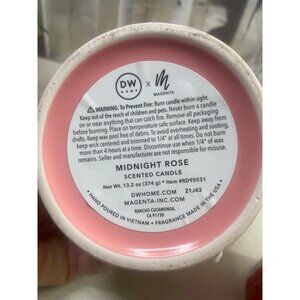 DW
HOME
x
M
MAGENTA
WARNING: To Prevent Fire: Burn candle within sight.
Keep out of the reach of children and pets. Never burn a candle
on or near anything that can catch fire. Remove all packaging
before burning. Place on temperature safe surface. Keep away from drafts.
Keep wax pool free of debris. To avoid overheating and sooting,
keep wick centered and trimmed to 1/4" at all times. Do not burn
more than 4 hours at a time. Discontinue use when 1/4" of wax
remains. Seller and manufacturer are not responsible for misuse.
MIDNIGHT ROSE
SCENTED CANDLE
Net Wt. 13.2 oz (374 g) * Item #RD95531
DWHOME.COM 21J43
MAGENTA-INC.COM
RANCHO CUCAMONGA,
CA 91730
• HAND POURED IN VIETNAM • FRAGRANCE MADE IN THE USA •